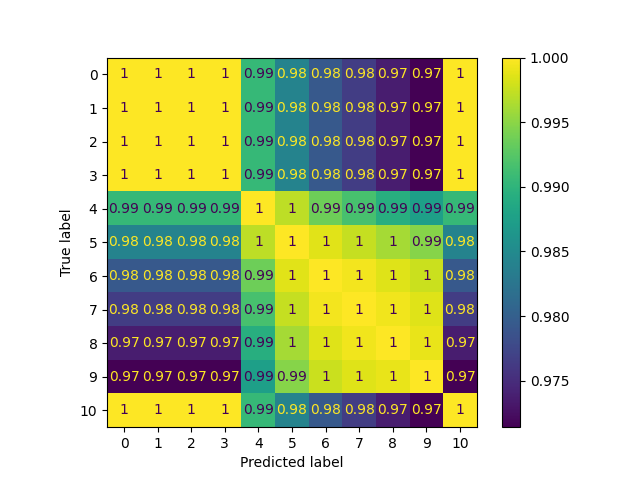 0 1 1 1 1 0.99 0.98 0.98 0.98 0.97 0.97 1 1.000
1 1 1 1 1 0.99 0.98 0.98 0.98 0.97 0.97 1 0.995
2 1 1 1 1 0.99 0.98 0.98 0.98 0.97 0.97 1
3 1 1 1 1 0.99 0.98 0.98 0.98 0.97 0.97 1 0.990
4 0.99 0.99 0.99 0.99 1 1 0.99 0.99 0.99 0.99 0.99
5 0.98 0.98 0.98 0.98 1 1 1 1 1 0.99 0.98 0.985
True label
6 0.98 0.98 0.98 0.98 0.99 1 1 1 1 1 0.98
7 0.98 0.98 0.98 0.98 0.99 1 1 1 1 1 0.98 0.980
8 0.97 0.97 0.97 0.97 0.99 1 1 1 1 1 0.97
9 0.97 0.97 0.97 0.97 0.99 0.99 1 1 1 1 0.97 0.975
10 1 1 1 1 0.99 0.98 0.98 0.98 0.97 0.97 1
0 1 2 3 4 5 6 7 8 9 10
Predicted label